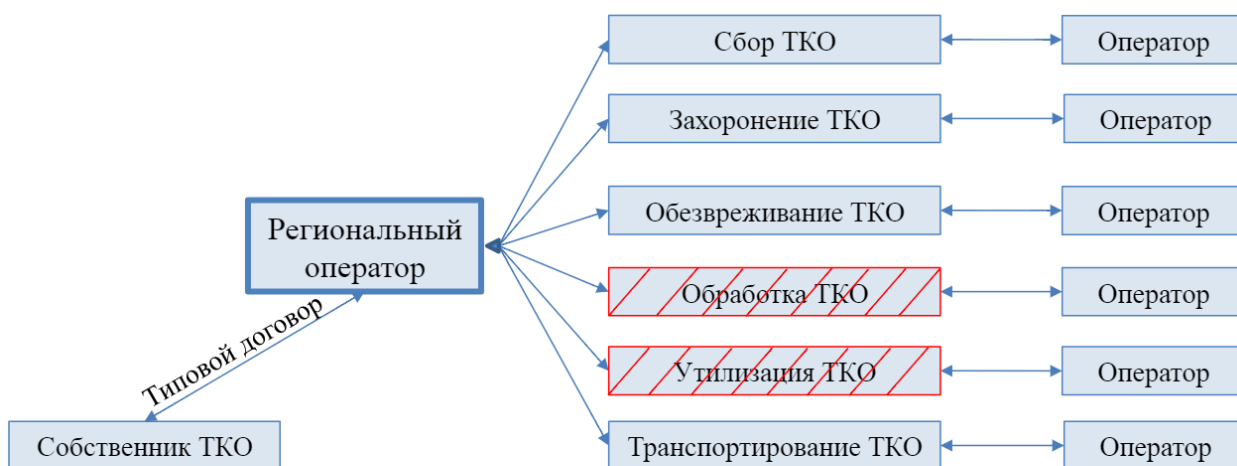 Сбор ТКО
Оператор
Захоронение ТКО
Оператор
Обезвреживание ТКО
Оператор
Региональный
оператор
Обработка ТКО
Оператор
Типовой договор
Утилизация ТКО
Оператор
Собственник ТКО
Транспортирование ТКО
Оператор